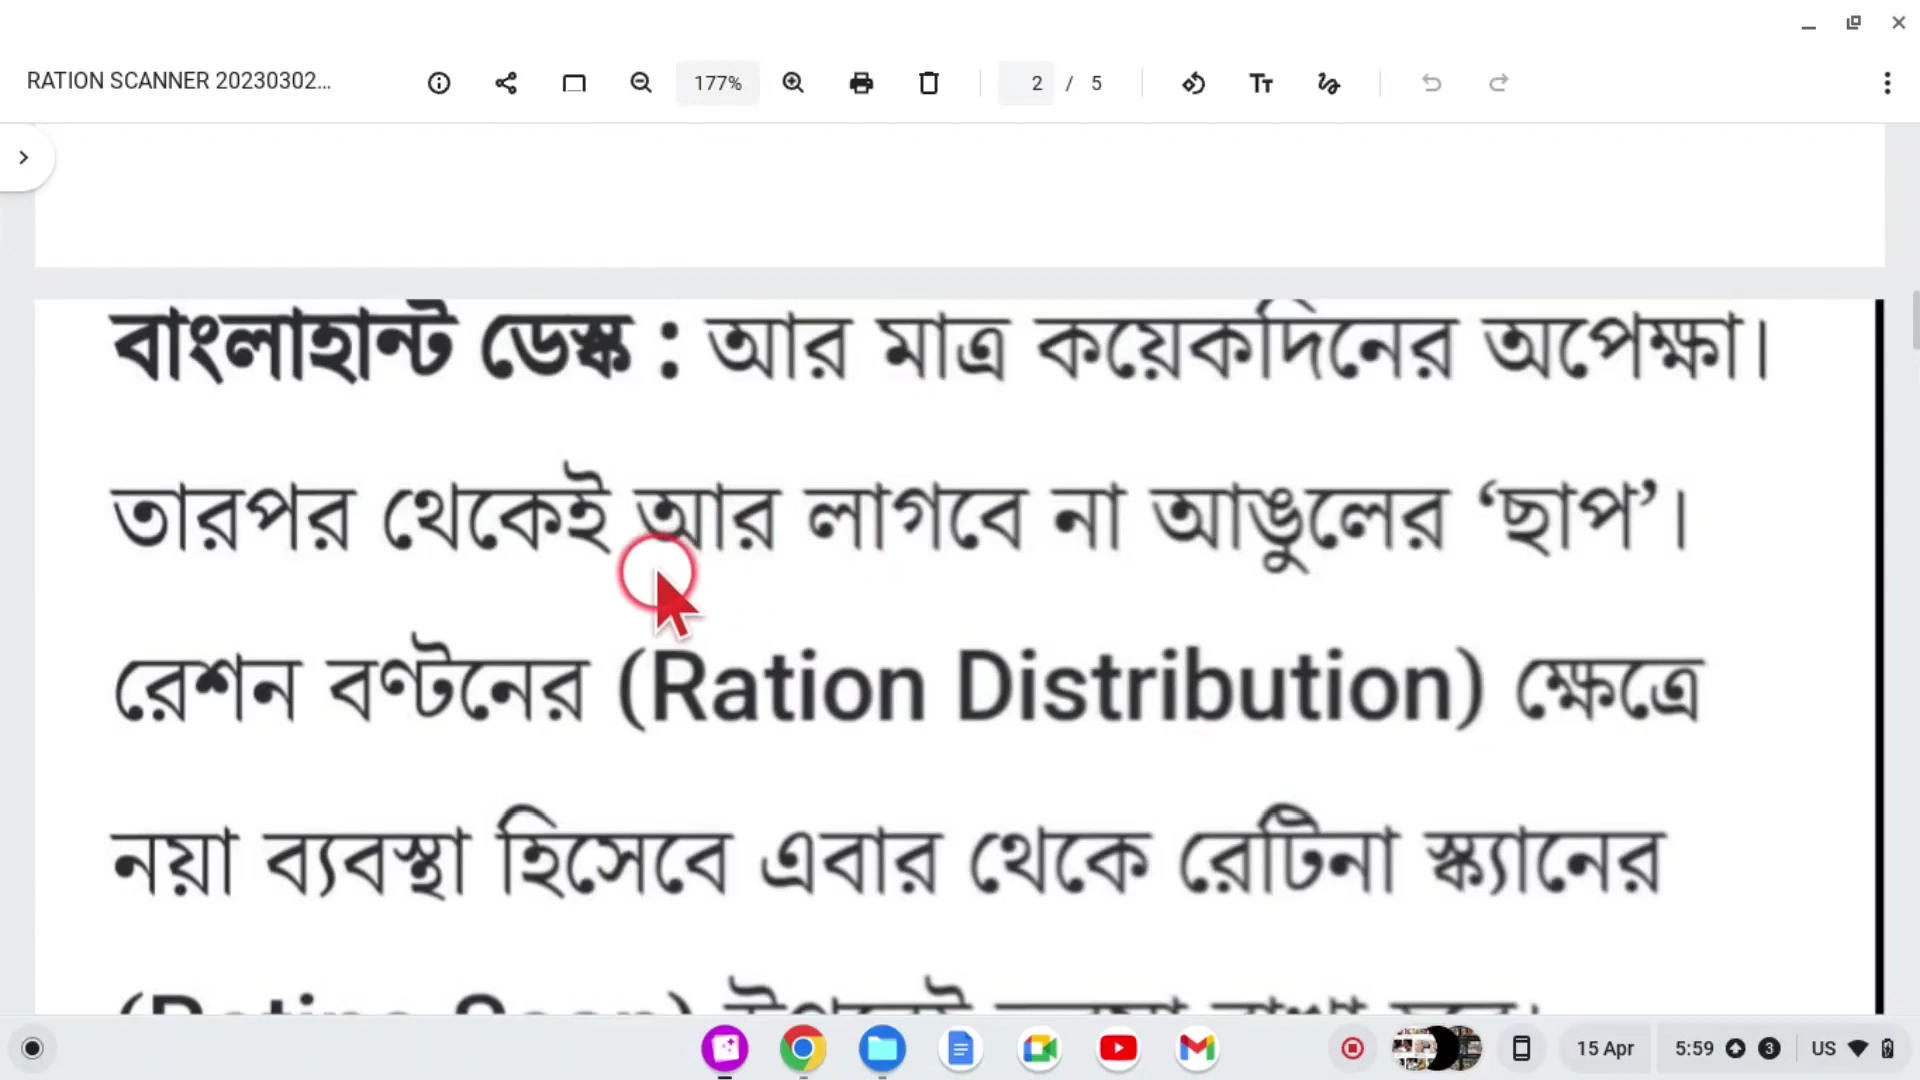 RATION SCANNER 20230302...
177%
2 / 5
বাংলাহান্ট ডেস্ক : আর মাত্র কয়েকদিনের অপেক্ষা।
তারপর থেকেই আর লাগবে না আঙুলের ‘ছাপ’।
রেশন বণ্টনের (Ration Distribution) ক্ষেত্রে
নয়া ব্যবস্থা হিসেবে এবার থেকে রেটিনা স্ক্যানের
15 Apr
5:59
3
US